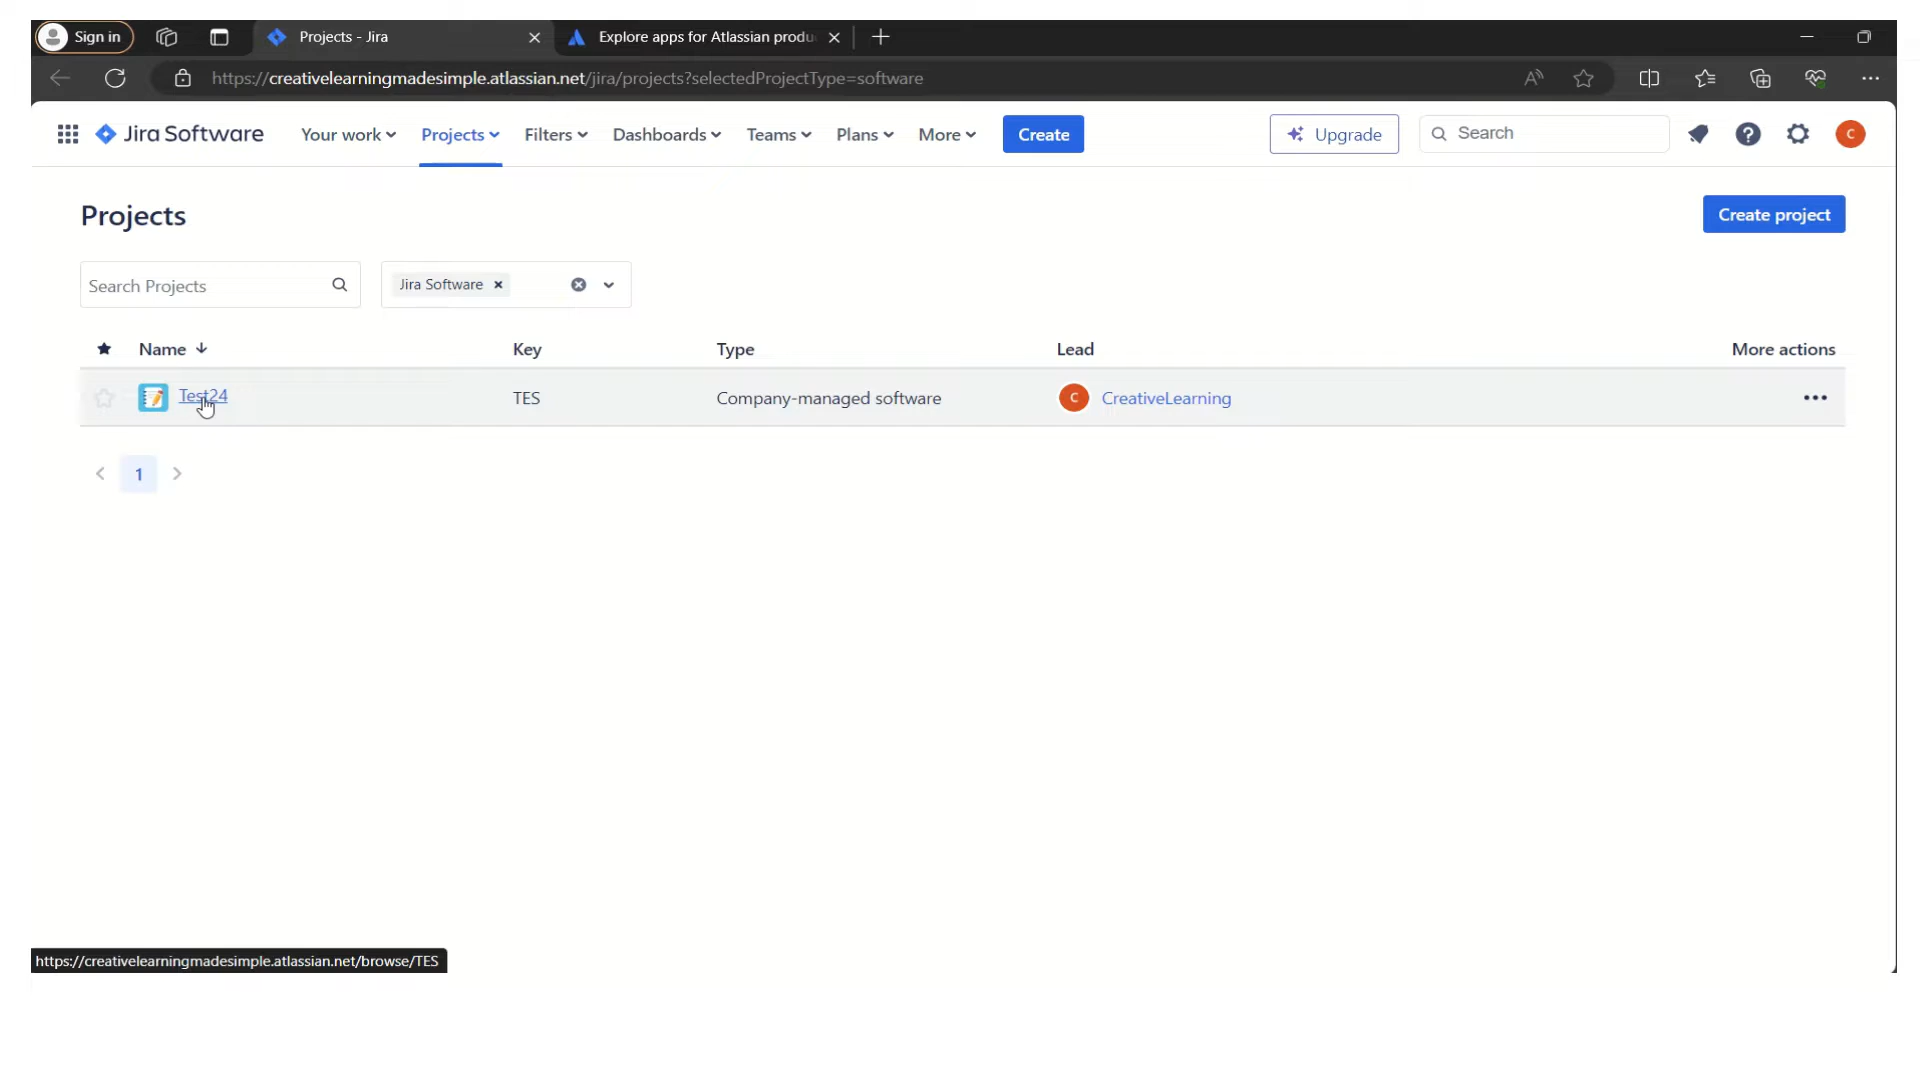 Sign in
Projects - Jira
Explore apps for Atlassian produ
https://creativelearningmadesimple.atlassian.net/jira/projects?selectedProjectType=software
Jira Software
Your work
Projects
Filters
Dashboards
Teams
Plans
More
Create
Upgrade
Search
C
Projects
Create project
Search Projects
Jira Software
Name
Key
Type
Lead
More actions
Test24
TES
Company-managed software
C
CreativeLearning
1
https://creativelearningmadesimple.atlassian.net/browse/TES